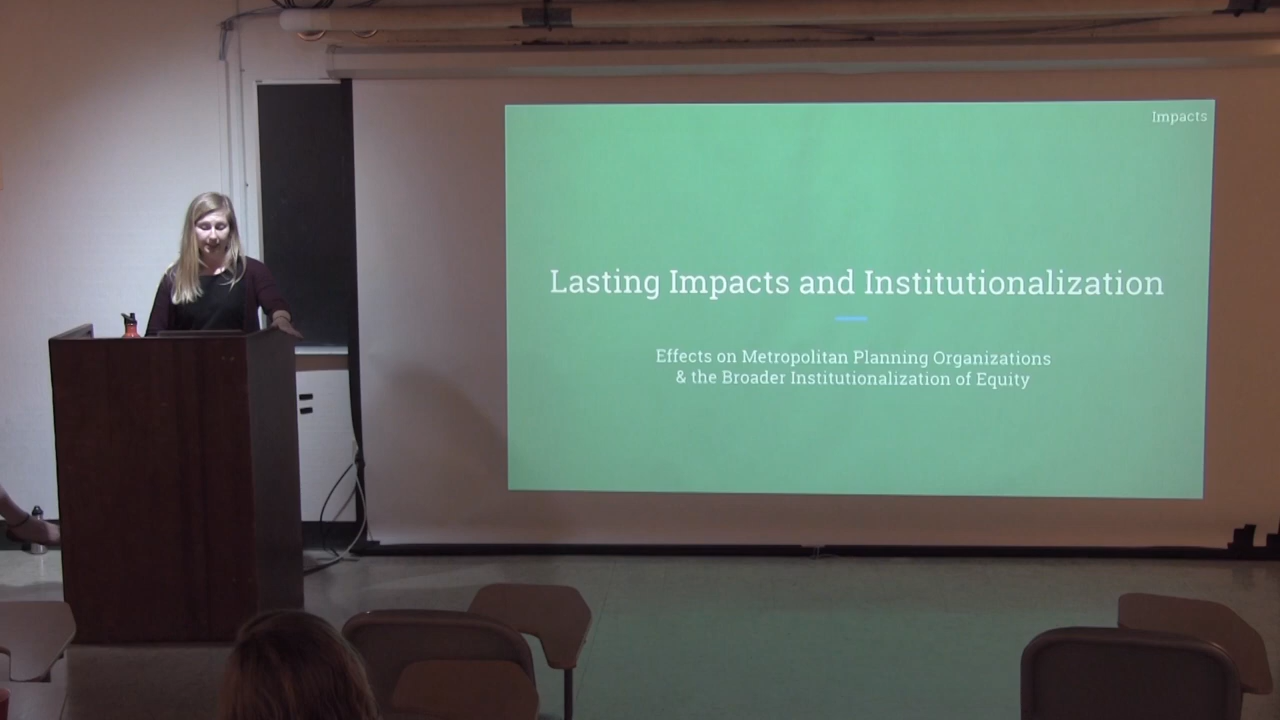 Impacts
Lasting Impacts and Institutionalization
Effects on Metropolitan Planning Organizations
& the Broader Institutionalization of Equity